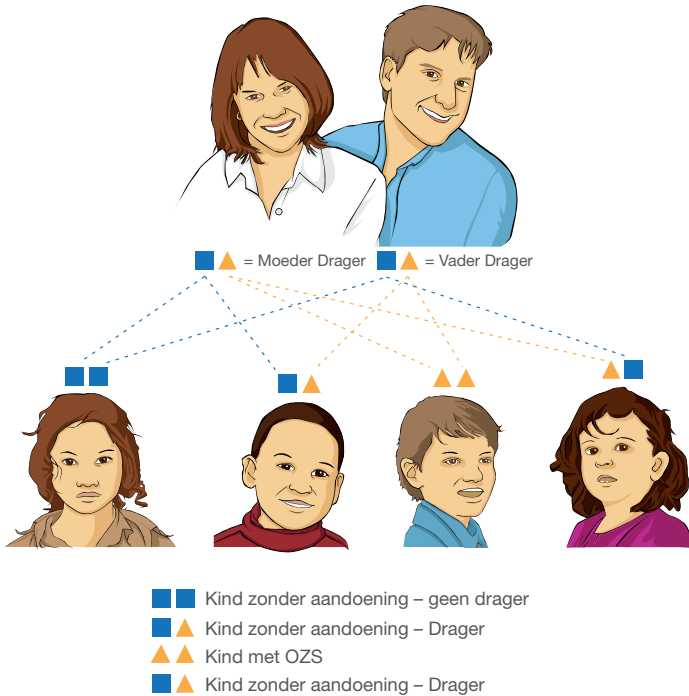 = Moeder Drager = Vader Drager
Kind zonder aandoening – geen drager
Kind zonder aandoening – Drager
Kind met OZS
Kind zonder aandoening – Drager